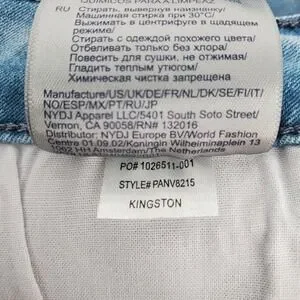 QUÍMICOS PARA A LIMPEZA
RU Стирать, вывернув наизнанку/
Машинная стирка при 30°C/
Выжимать в центрифуге в щадящем
режиме/
Стирать с одеждой похожего цвета/
Отбеливать только без хлора/
Повесить для сушки, не отжимая/
Гладить теплым утюгом/
Химическая чистка запрещена
Manufacture/US/UK/DE/FR/NL/DK/SE/FI/IT/
NO/ESP/MX/PT/RU/JP
NYDJ Apparel LLC/5401 South Soto Street/
Vernon, CA 90058/RN# 132016
Distributor/NYDJ Europe BV/World Fashion
Centre 01.09.02/Koningin Wilhelminaplein 13
1062 HH Amsterdam/The Netherlands
PO# 1026511-001
STYLE# PANV8215
KINGSTON